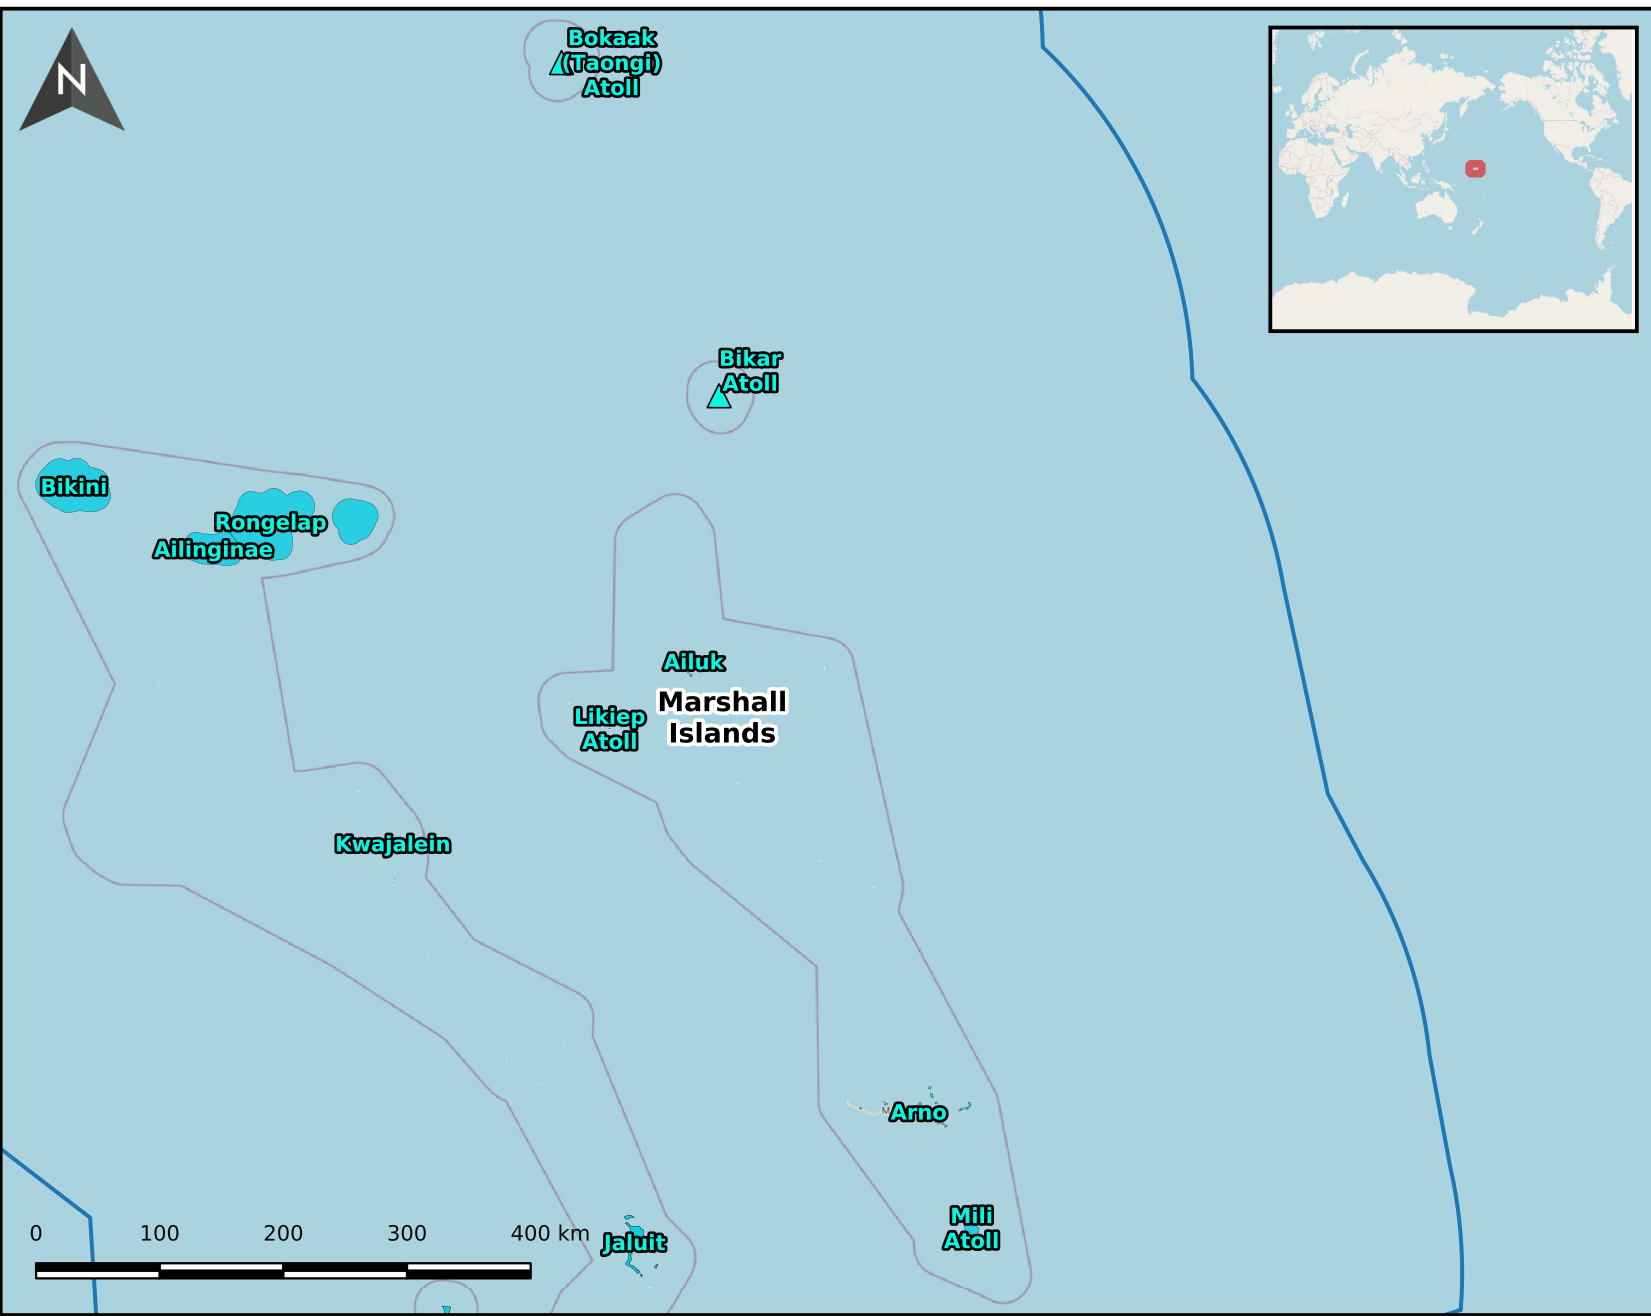 N
Bokaak
(Taongi)
Atoll
Bikar
Atoll
Bikini
Rongelap
Ailinginae
Ailuk
Marshall
Islands
Likiep
Atoll
Kwajalein
Arno
Mili
Atoll
Jaluit
0 100 200 300 400 km